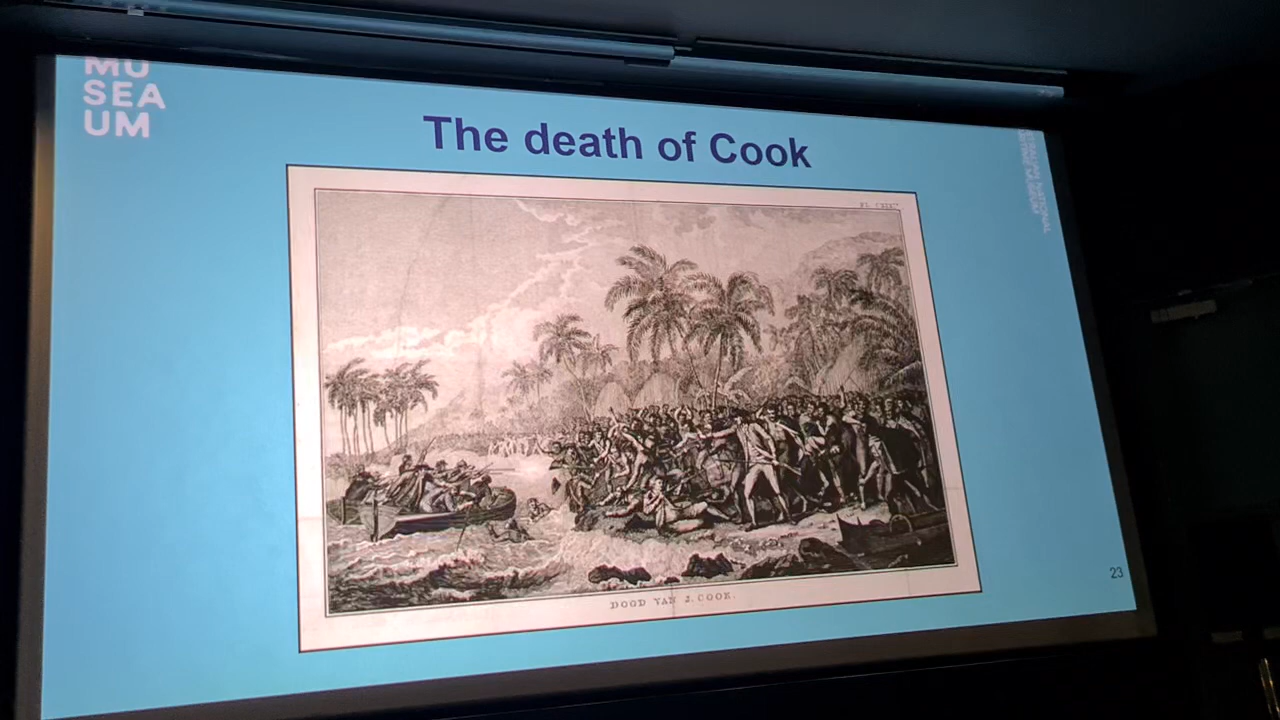 MU
SEA
UM
The death of Cook
DOOD VAN J. COOK.
23